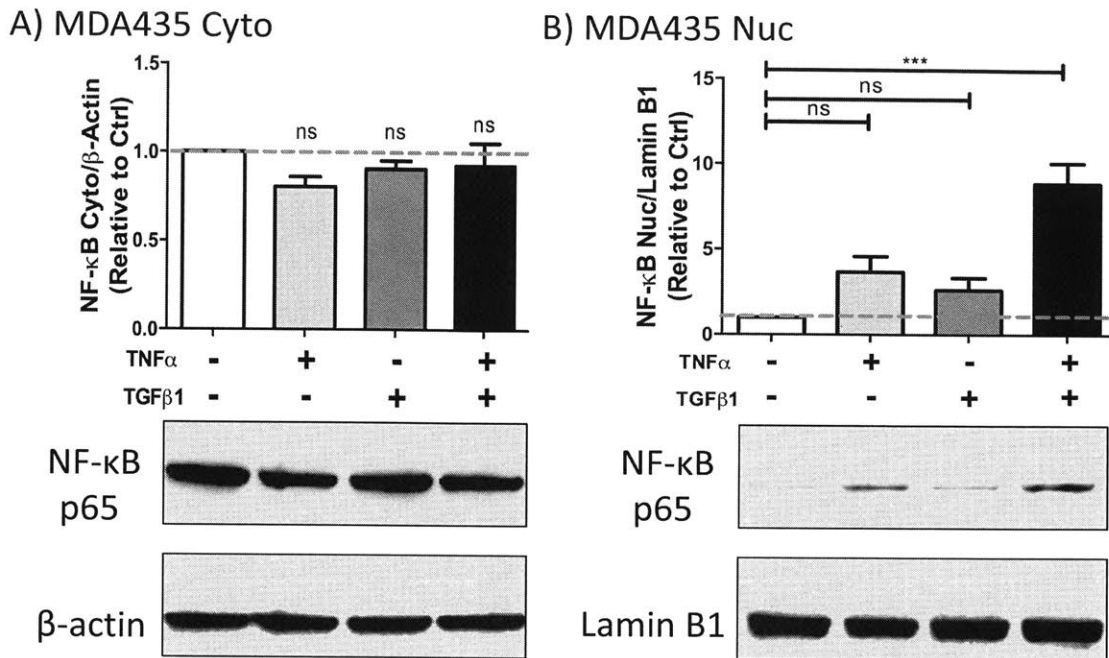 A) MDA435 Cyto
NF-κB Cyto/β-Actin
(Relative to Ctrl)
1.5
1.0
0.5
0.0
ns
ns
ns
TNFα - + - +
TGFβ1 - - + +
NF-κB
p65
β-actin
B) MDA435 Nuc
NF-κB Nuc/Lamin B1
(Relative to Ctrl)
15
10
5
0
***
ns
ns
TNFα - + - +
TGFβ1 - - + +
NF-κB
p65
Lamin B1